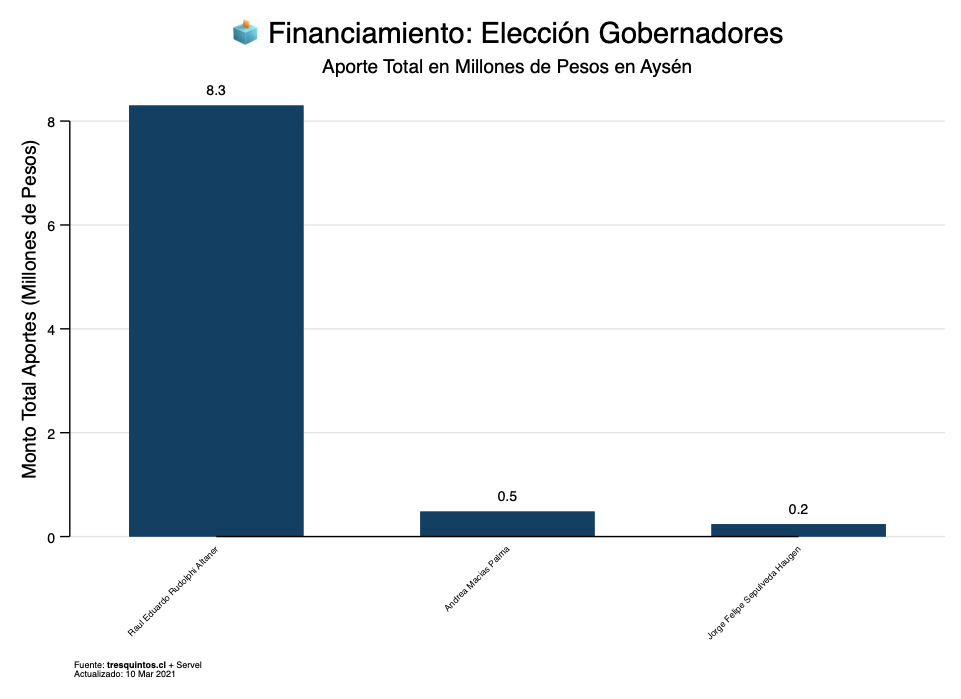 Financiamiento: Elección Gobernadores
Aporte Total en Millones de Pesos en Aysén
Monto Total Aportes (Millones de Pesos)
8
6
4
2
0
8.3
0.5
0.2
Raul Eduardo Rudolphi Altaner
Andrea Macias Palma
Jorge Felipe Sepulveda Haugen
Fuente: tresquintos.cl + Servel
Actualizado: 10 Mar 2021